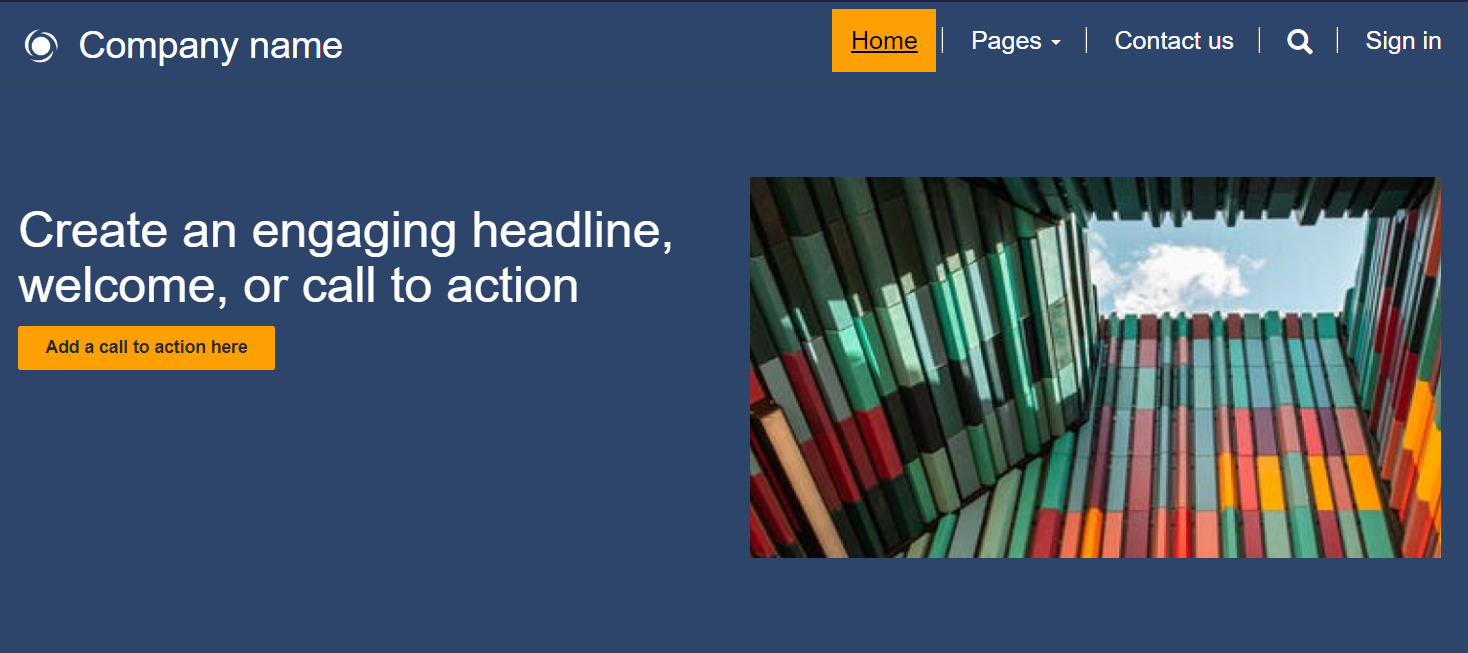 Company name
Home
Pages
Contact us
Sign in
Create an engaging headline,
welcome, or call to action
Add a call to action here